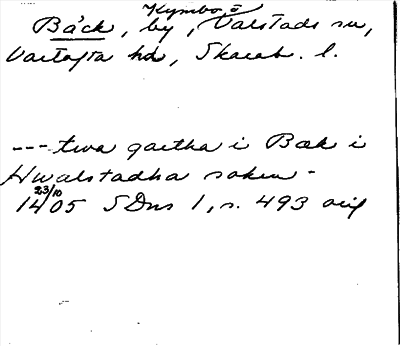 Kymbo ö
Bäck, by, Valstads sn,
Vartofta hd, Skarab. l.
--- twa gartha i Bæk i
Hwalstadha sokn -
23/10
1405 SDns 1, s. 493 orig